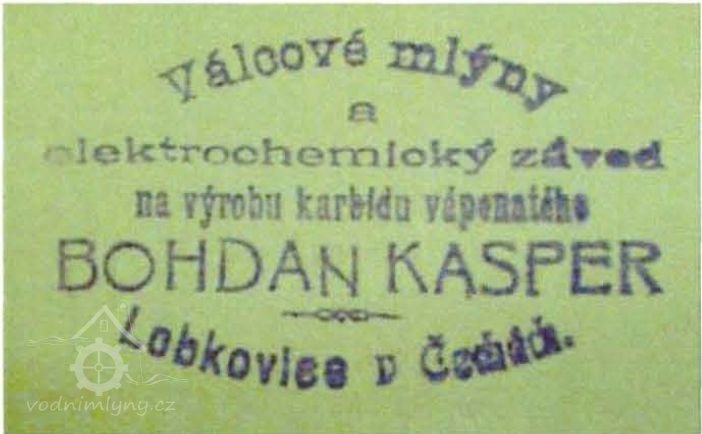 Válcové mlýny
a
elektrochemický závod
na výrobu karbidu vápenatého
BOHDAN KASPER
Lobkovice v Čechách.
vodnimlyny.cz